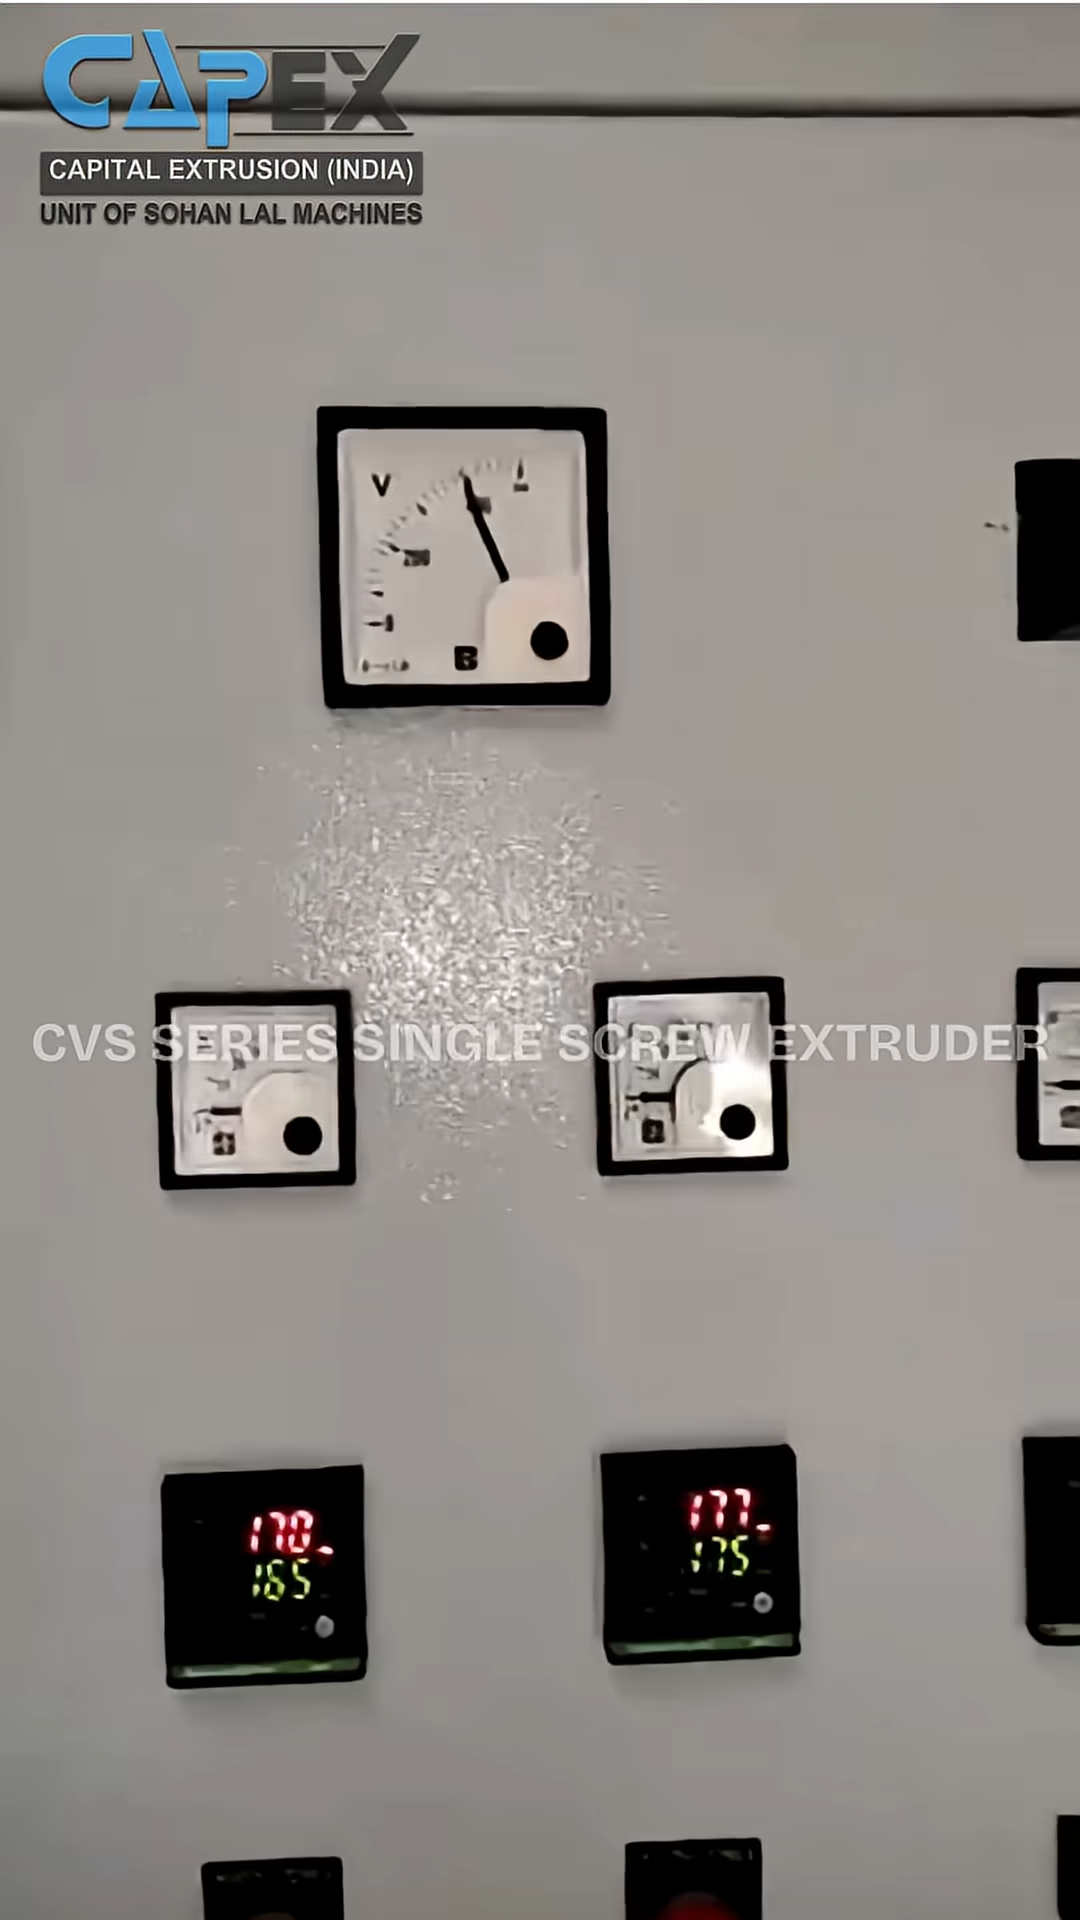 CAPEX
CAPITAL EXTRUSION (INDIA)
UNIT OF SOHAN LAL MACHINES
V
B
CVS SERIES SINGLE SCREW EXTRUDER
170
165
177
175